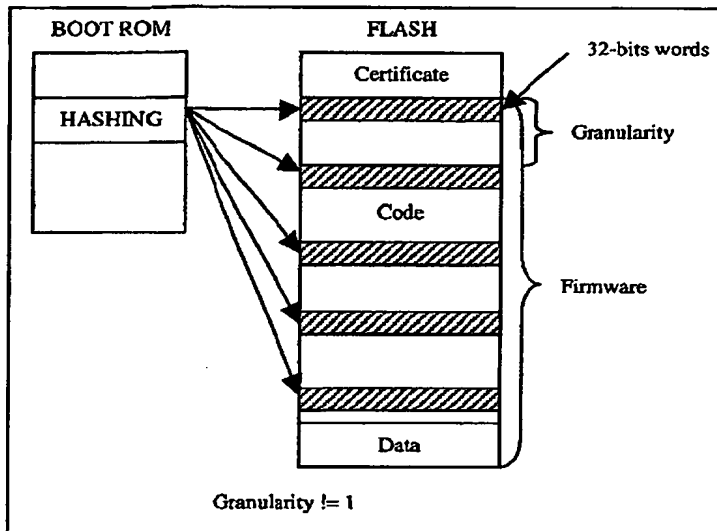 BOOT ROM
FLASH
HASHING
Certificate
32-bits words
Granularity
Code
Firmware
Data
Granularity != 1